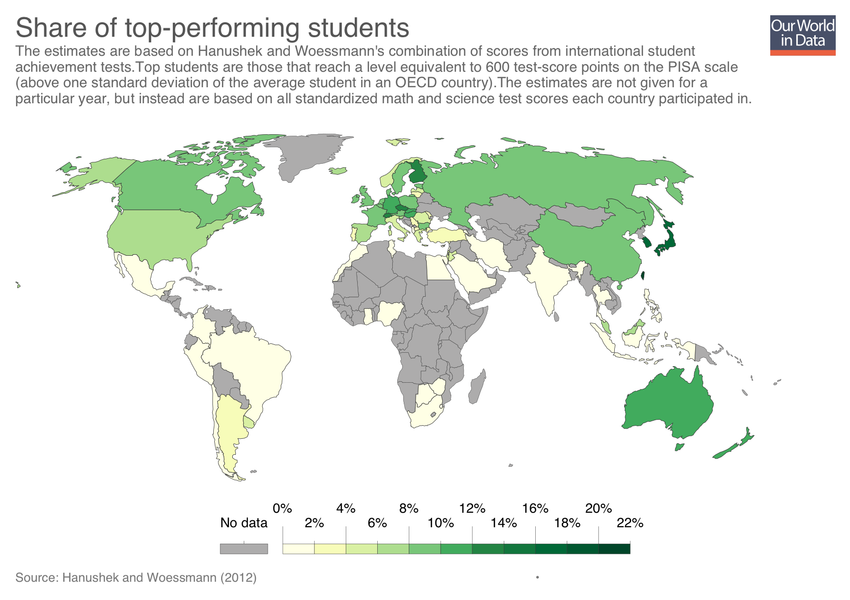 Share of top-performing students
Our World
in Data
The estimates are based on Hanushek and Woessmann's combination of scores from international student
achievement tests.Top students are those that reach a level equivalent to 600 test-score points on the PISA scale
(above one standard deviation of the average student in an OECD country).The estimates are not given for a
particular year, but instead are based on all standardized math and science test scores each country participated in.
0% 4% 8% 12% 16% 20%
No data 2% 6% 10% 14% 18% 22%
Source: Hanushek and Woessmann (2012)